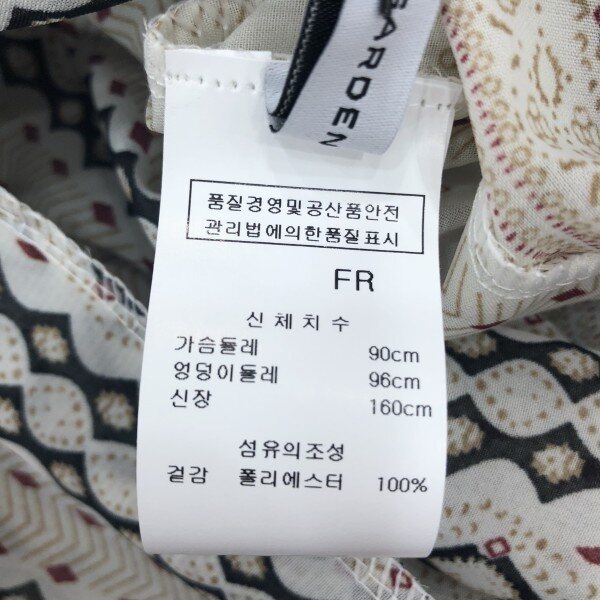 GARDEN
품질경영및공산품안전
관리법에의한품질표시
FR
신체치수
가슴둘레 90cm
엉덩이둘레 96cm
신장 160cm
섬유의조성
겉감 폴리에스터 100%